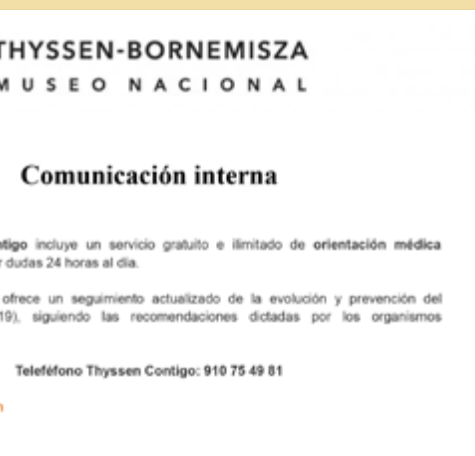 THYSSEN-BORNEMISZA
MUSEO NACIONAL
Comunicación interna
ntigo incluye un servicio gratuito e ilimitado de orientación médica
r dudas 24 horas al día.
ofrece un seguimiento actualizado de la evolución y prevención del
19), siguiendo las recomendaciones dictadas por los organismos
Teleféfono Thyssen Contigo: 910 75 49 81